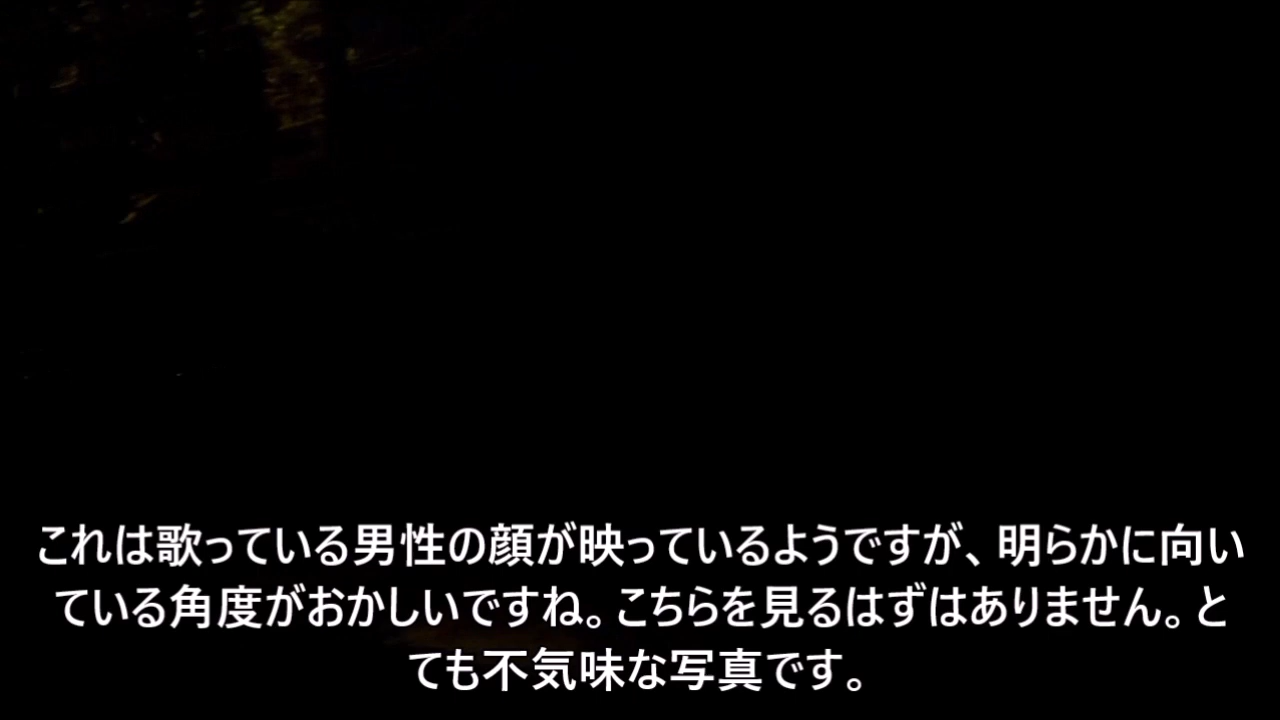 これは歌っている男性の顔が映っているようですが、明らかに向い
ている角度がおかしいですね。こちらを見るはずはありません。と
ても不気味な写真です。